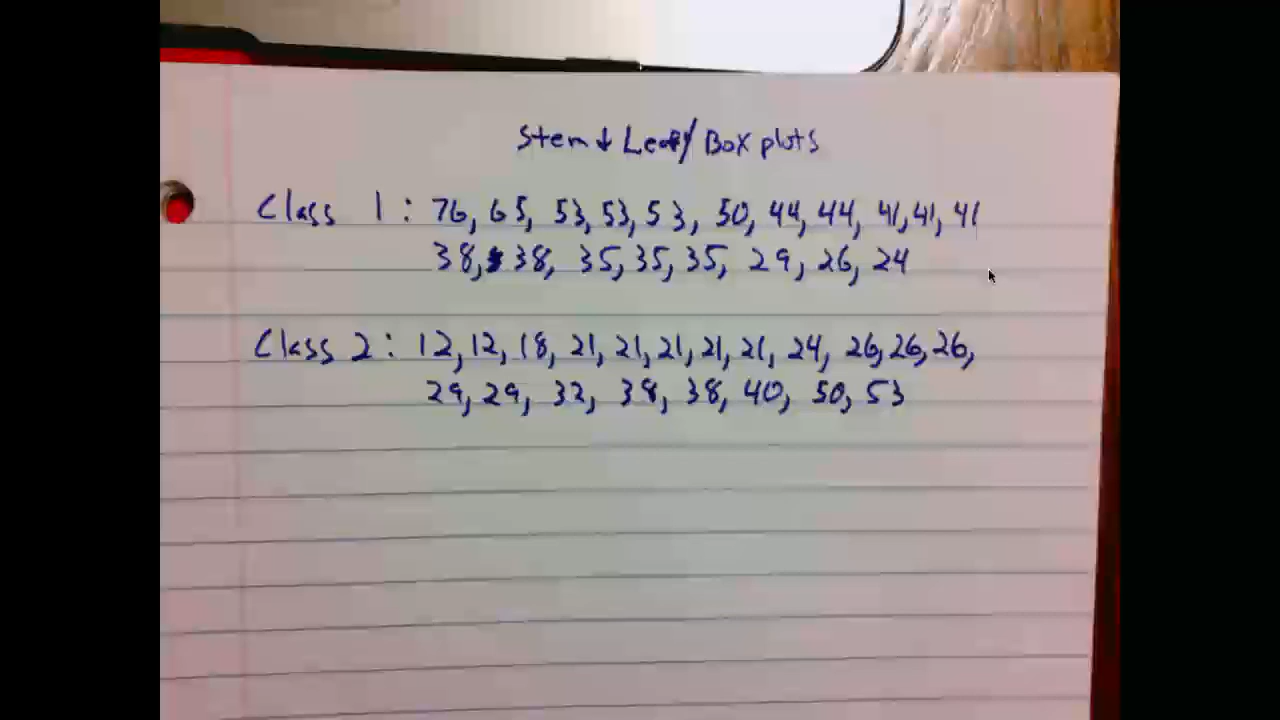 Stem & Leaf/Box plots
Class 1: 76, 65, 53, 53, 53, 50, 44, 44, 41, 41, 41
38, 38, 35, 35, 35, 29, 26, 24
Class 2: 12, 12, 18, 21, 21, 21, 21, 21, 24, 26, 26, 26,
29, 29, 32, 38, 38, 40, 50, 53